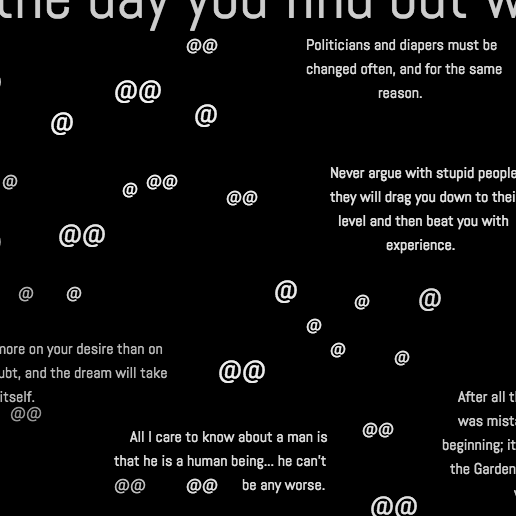 the day you find out w
@@
Politicians and diapers must be
changed often, and for the same
reason.
@@
@
@
@
@
@@
@@
Never argue with stupid people
they will drag you down to thei
level and then beat you with
experience.
@@
@
@
@
@
@
@
@
@
more on your desire than on
ubt, and the dream will take
itself.
@@
@@
All I care to know about a man is
that he is a human being... he can't
be any worse.
@@
@@
@@
After all t
was mist
beginning; it
the Garden
@@